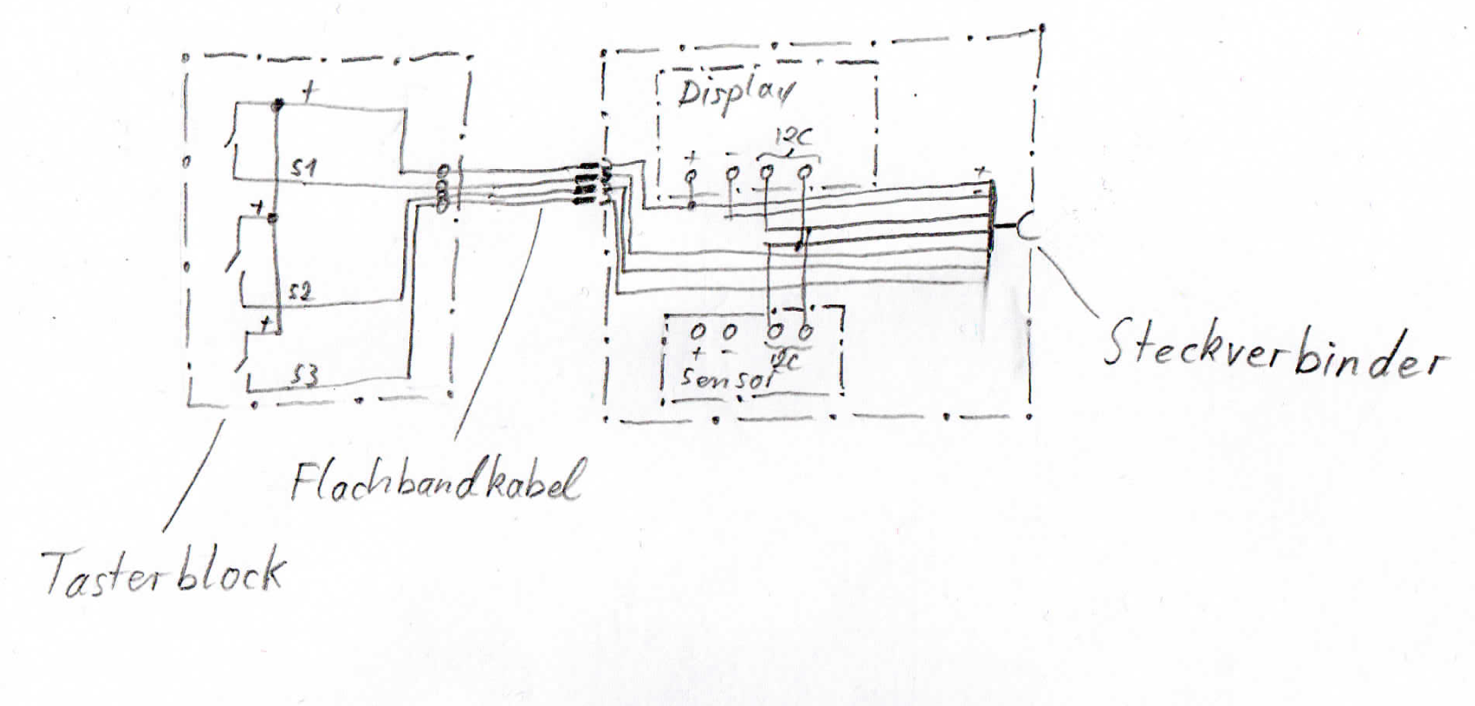 +
S1
+
S2
+
S3
Display
+ -
I2C
+
-
+ -
I2C
Sensor
Steckverbinder
Flachbandkabel
Tasterblock